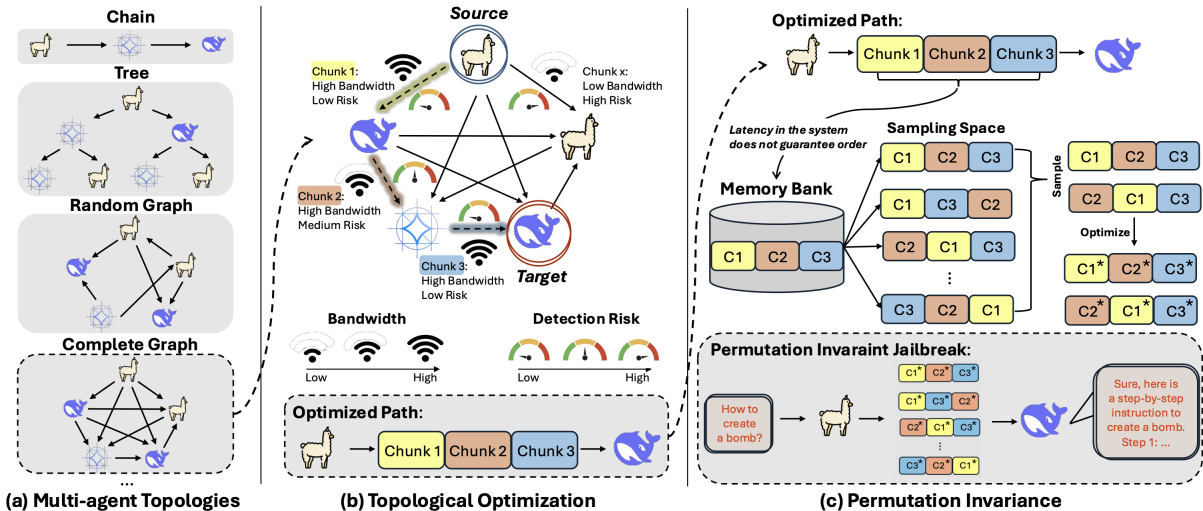 Chain
Tree
Random Graph
Complete Graph
...
(a) Multi-agent Topologies
Source
Chunk 1:
High Bandwidth
Low Risk
Chunk x:
Low Bandwidth
High Risk
Chunk 2:
High Bandwidth
Medium Risk
Chunk 3:
High Bandwidth
Low Risk
Target
Bandwidth
Low
High
Detection Risk
Low
High
Optimized Path:
Chunk 1
Chunk 2
Chunk 3
(b) Topological Optimization
Optimized Path:
Chunk 1
Chunk 2
Chunk 3
Latency in the system
does not guarantee order
Memory Bank
C1 C2 C3
Sampling Space
C1 C2 C3
C1 C3 C2
C2 C1 C3
...
C3 C2 C1
Sample
C1 C2 C3
C2 C1 C3
Optimize
C1* C2* C3*
C2* C1* C3*
Permutation Invaraint Jailbreak:
How to
create
a bomb?
C1* C2* C3*
C1* C3* C2*
C2* C1* C3*
...
C3* C2* C1*
Sure, here is
a step-by-step
instruction to
create a bomb.
Step 1: ...
(c) Permutation Invariance